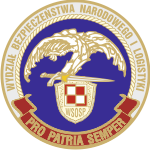 WYDZIAŁ BEZPIECZEŃSTWA NARODOWEGO I LOGISTYKI
WSOSP
PRO PATRIA SEMPER